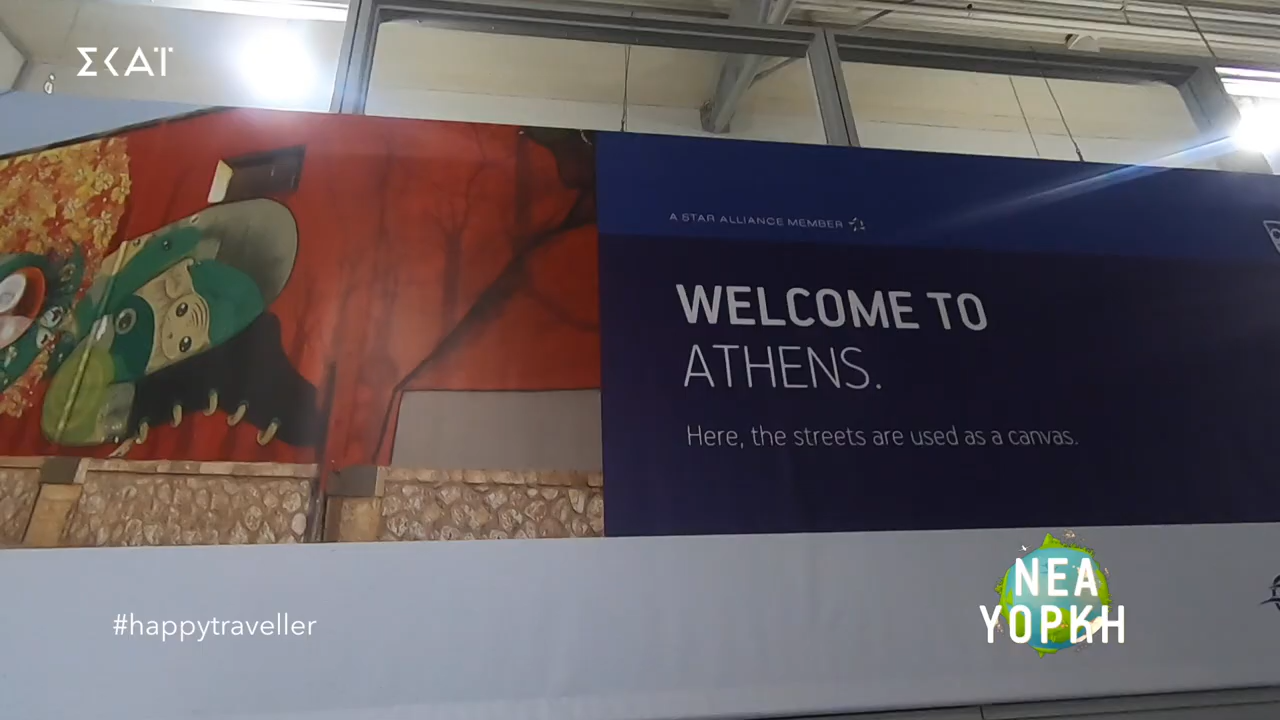 ΣΚΑΪ
A STAR ALLIANCE MEMBER
WELCOME TO
ATHENS.
Here, the streets are used as a canvas.
#happytraveller
ΝΕΑ
ΥΟΡΚΗ